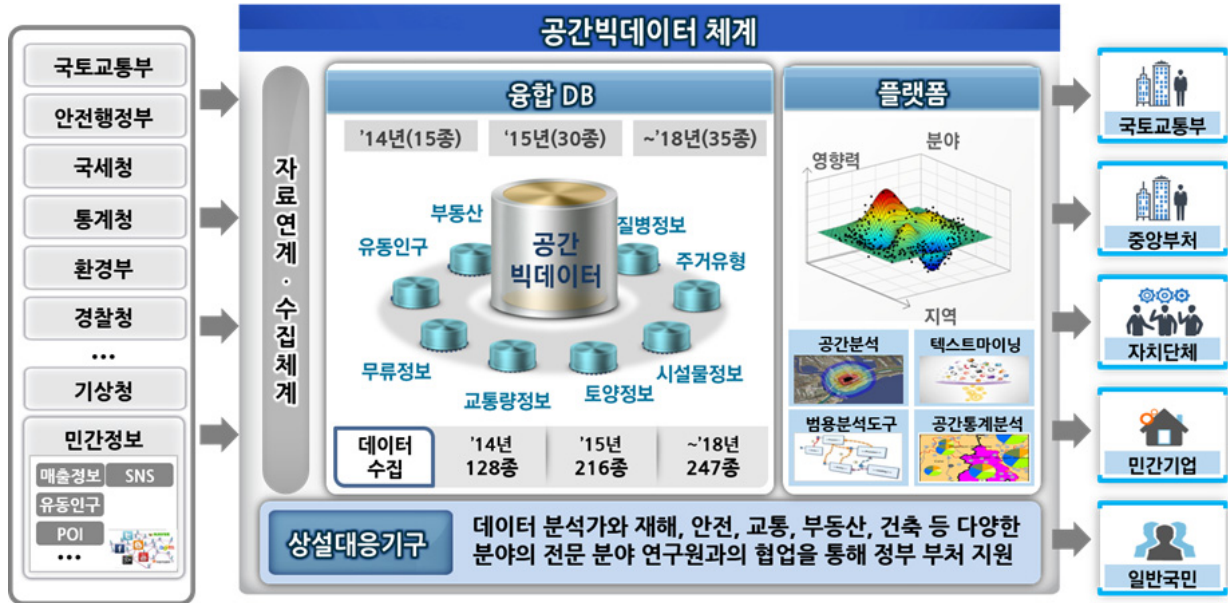 공간빅데이터 체계
국토교통부
안전행정부
국세청
통계청
환경부
경찰청
...
기상청
민간정보
매출정보
SNS
유동인구
POI
...
자료연계·수집체계
융합 DB
’14년(15종)
‘15년(30종)
~’18년(35종)
공간
빅데이터
부동산
질병정보
유동인구
주거유형
무류정보
시설물정보
교통량정보
토양정보
데이터
수집
’14년
128종
’15년
216종
~’18년
247종
플랫폼
분야
영향력
지역
공간분석
텍스트마이닝
범용분석도구
공간통계분석
상설대응기구
데이터 분석가와 재해, 안전, 교통, 부동산, 건축 등 다양한
분야의 전문 분야 연구원과의 협업을 통해 정부 부처 지원
국토교통부
중앙부처
자치단체
민간기업
일반국민